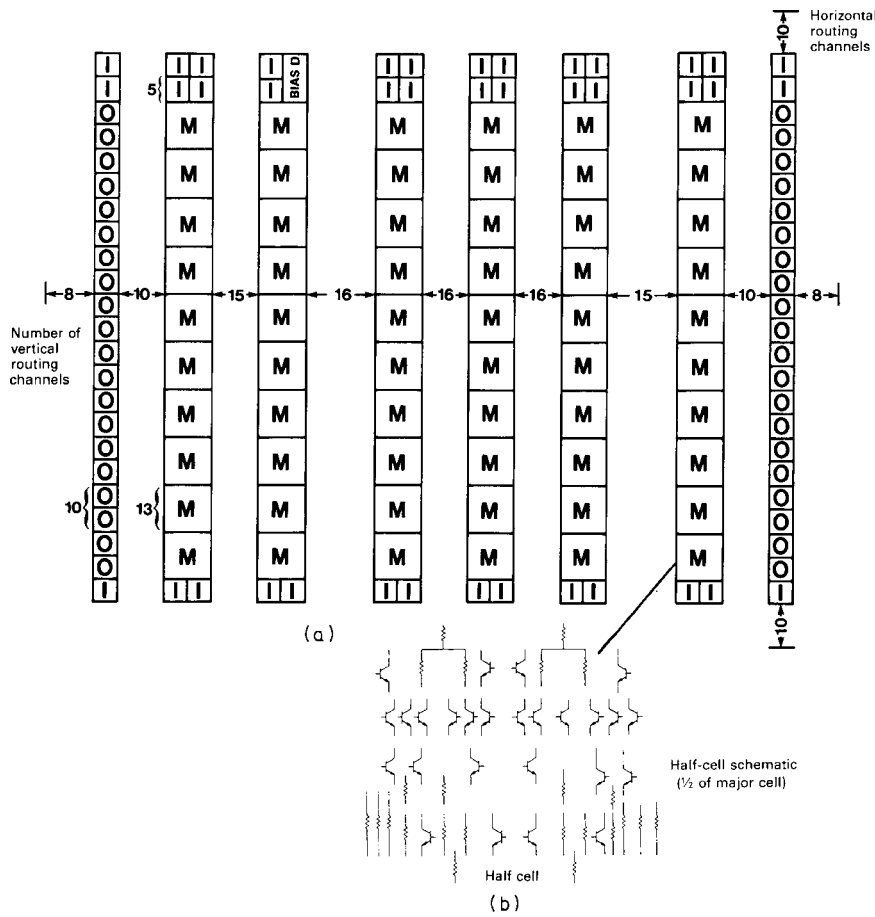 10
Horizontal
routing
channels
I I I I BIAS D I I I I I I I I I
5 I I I I I I I I I I I I I
O O
M M M M M M
O O
O O
M M M M M M
O O
O O
M M M M M M
O O
O O
M M M M M M
O O
8 10 15 16 16 16 15 10 8
Number of
vertical
routing
channels
O O
M M M M M M
O O
O O
M M M M M M
O O
O O
M M M M M M
O O
O O
M M M M M M
O O
O O
10 13 M M M M M M
O O
O O
M M M M M M
O O
I I I I I I I I I I I I I I
10
(a)
Half-cell schematic
(½ of major cell)
Half cell
(b)